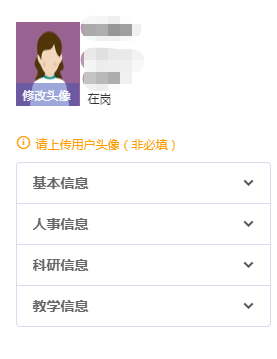 修改头像
在岗
请上传用户头像（非必填）
基本信息
人事信息
科研信息
教学信息